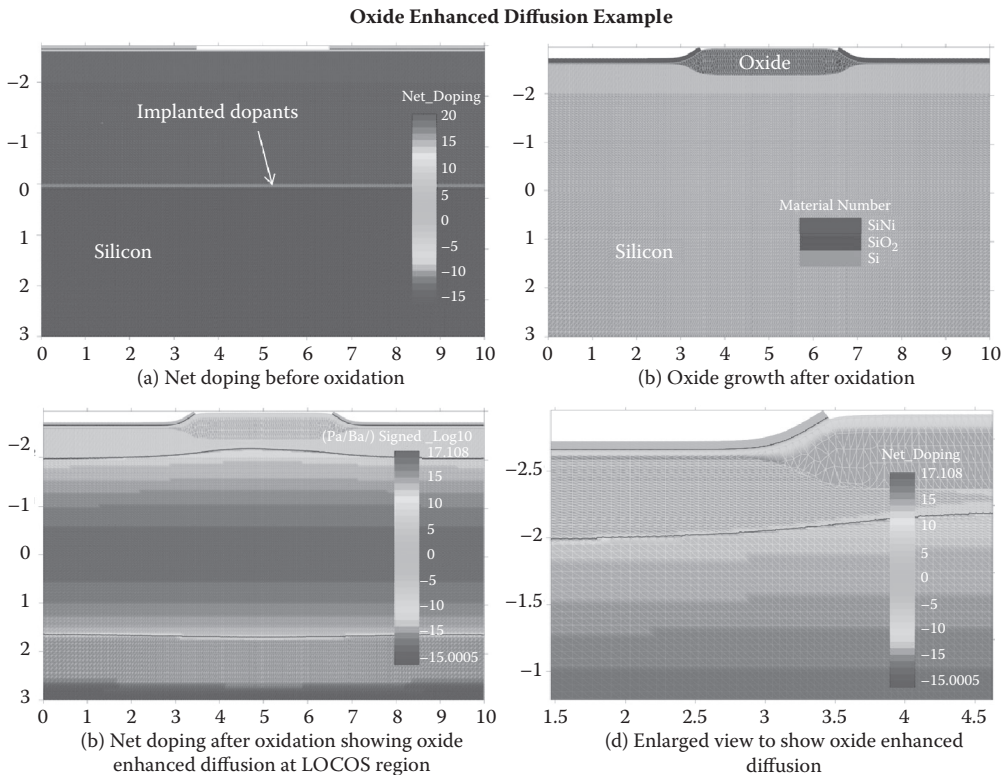 Oxide Enhanced Diffusion Example
−2
−1
0
1
2
3
0 1 2 3 4 5 6 7 8 9 10
Implanted dopants
Silicon
Net_Doping
20
15
10
5
0
−5
−10
−15
(a) Net doping before oxidation
−2
−1
0
1
2
3
0 1 2 3 4 5 6 7 8 9 10
Oxide
Silicon
Material Number
SiNi
SiO2
Si
(b) Oxide growth after oxidation
−2
−1
0
1
2
3
0 1 2 3 4 5 6 7 8 9 10
(Pa/Ba/) Signed _Log10
17.108
15
10
5
0
−5
−10
−15
−15.0005
(b) Net doping after oxidation showing oxide
enhanced diffusion at LOCOS region
−2.5
−2
−1.5
−1
1.5 2 2.5 3 3.5 4 4.5
Net_Doping
17.108
15
10
5
0
−5
−10
−15
−15.0005
(d) Enlarged view to show oxide enhanced
diffusion